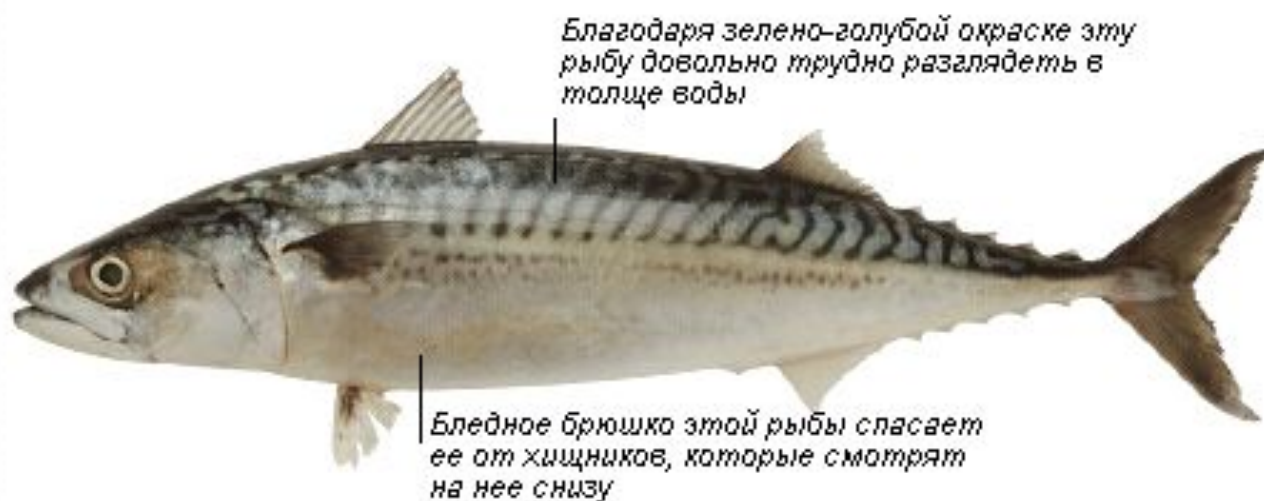 Благодаря зелено-голубой окраске эту
рыбу довольно трудно разглядеть в
толще воды
Бледное брюшко этой рыбы спасает
ее от хищников, которые смотрят
на нее снизу